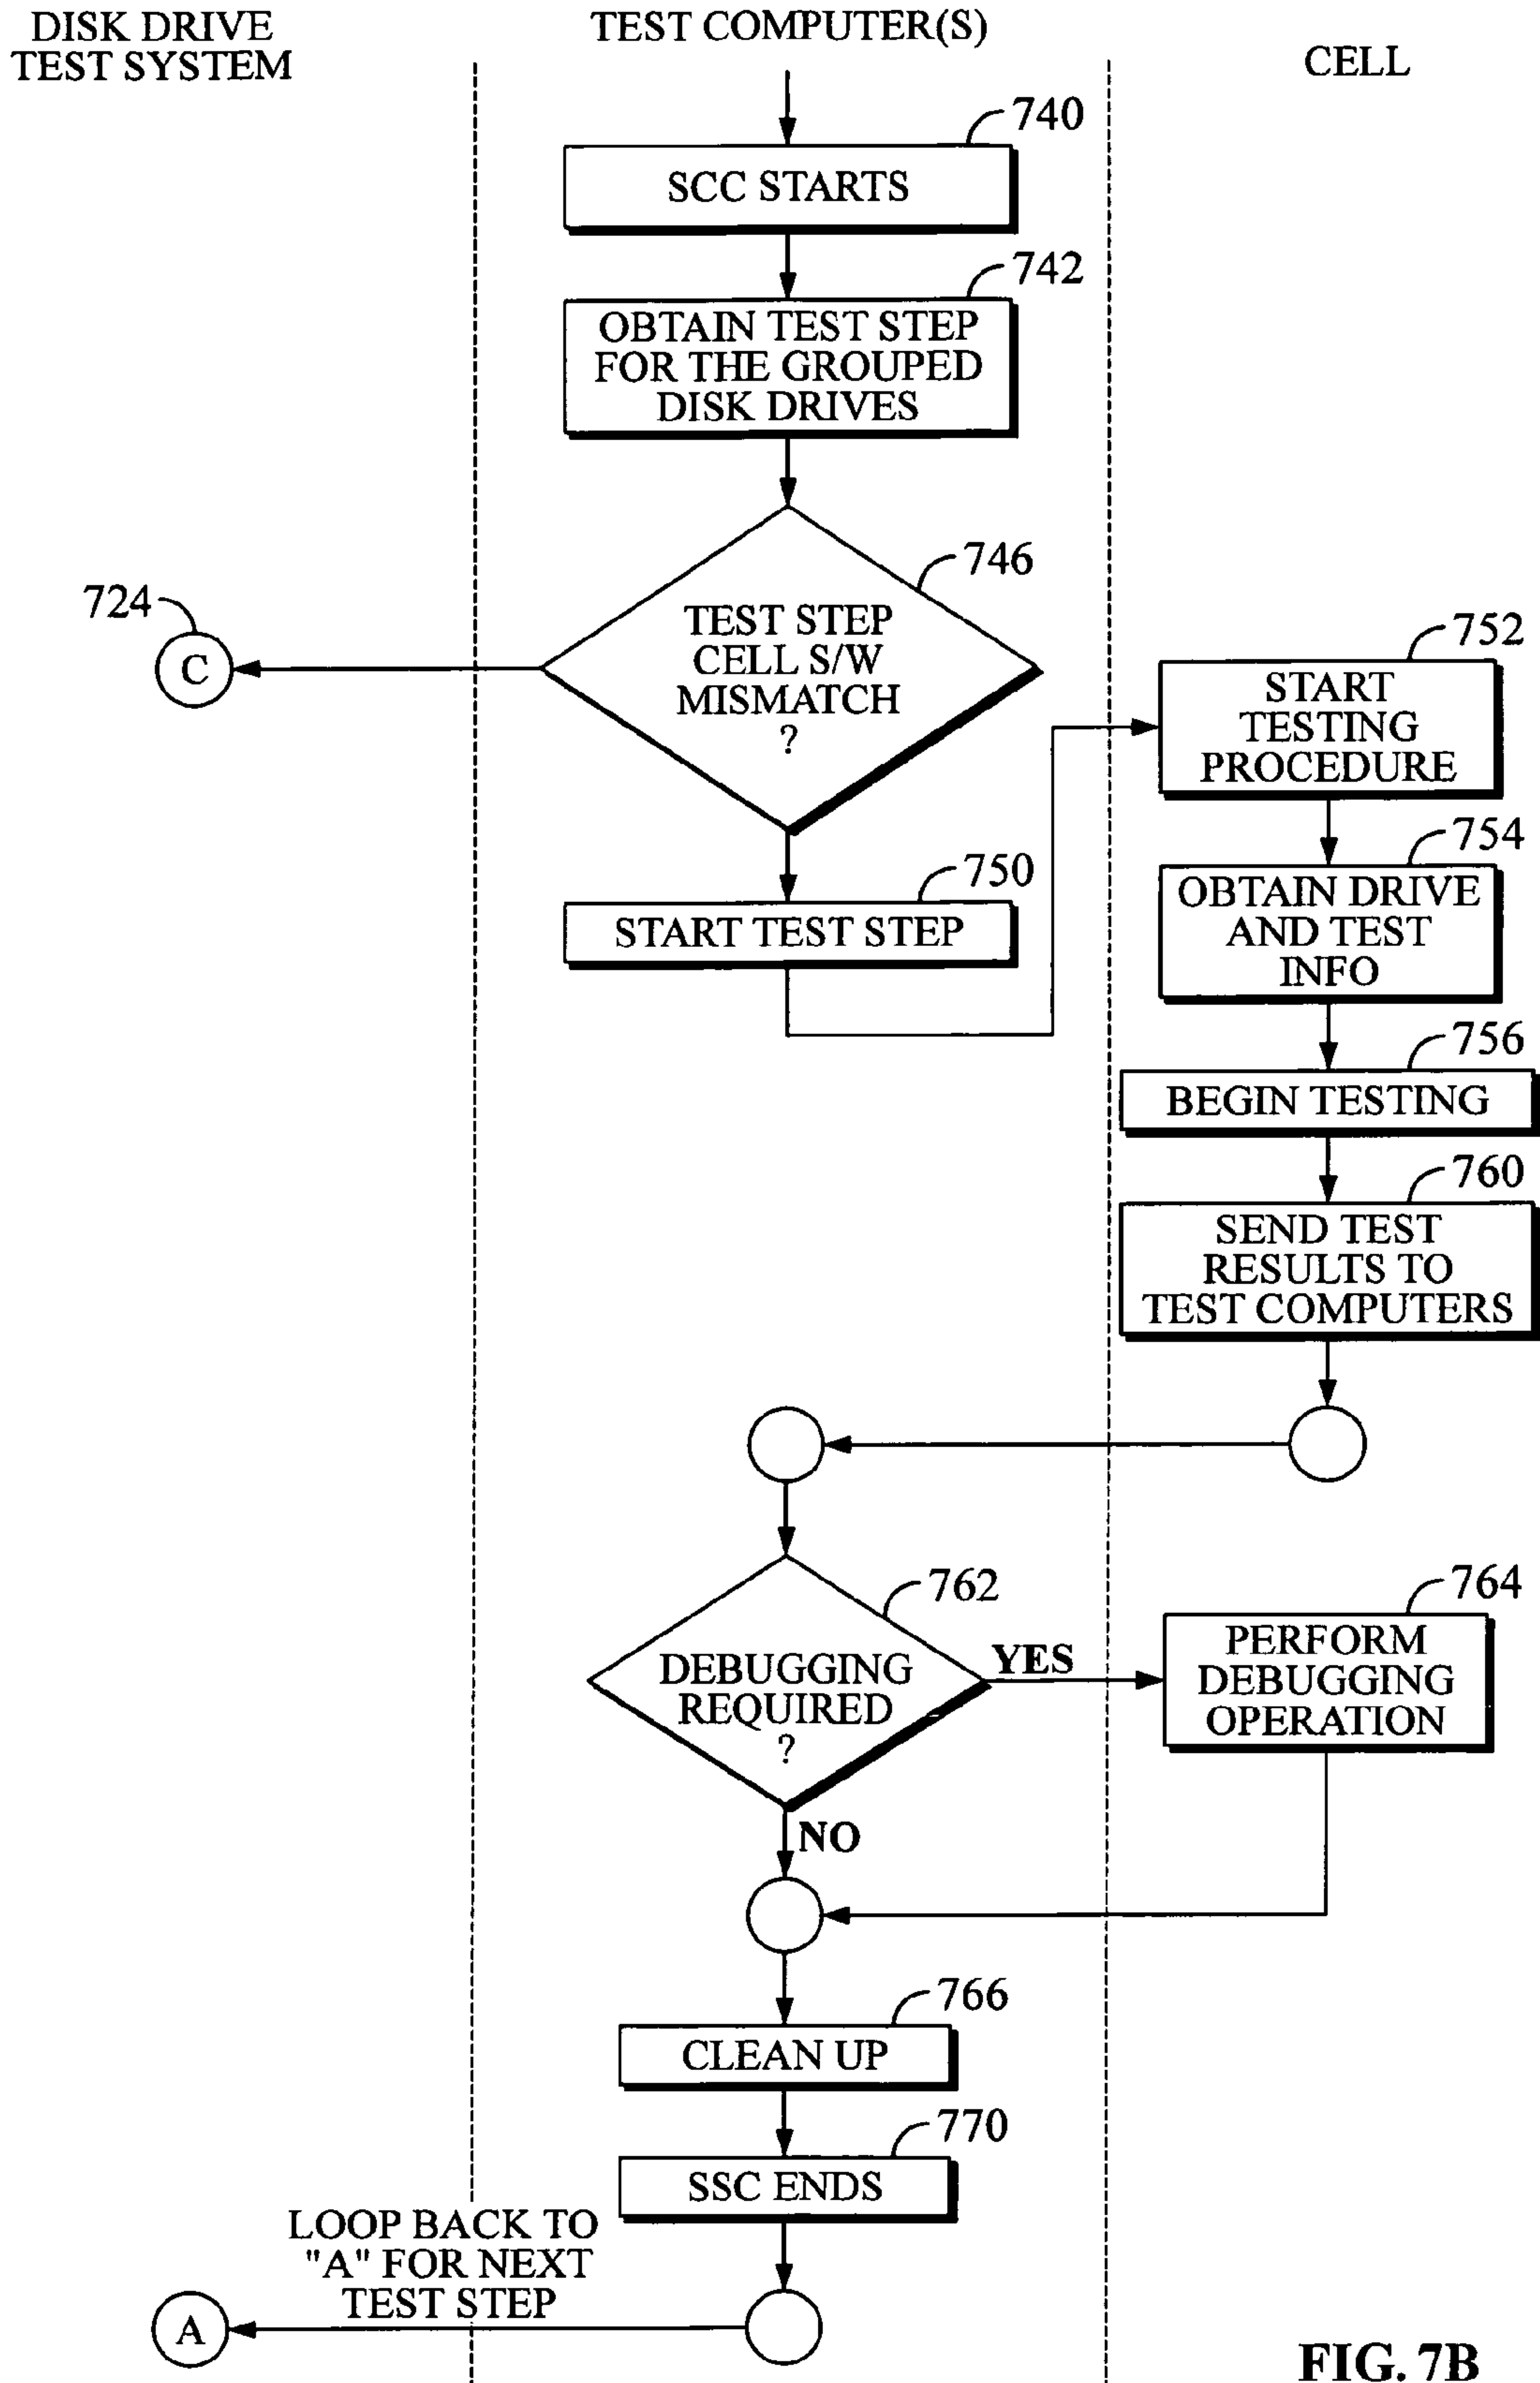 DISK DRIVE
TEST SYSTEM
TEST COMPUTER(S)
CELL
740
SCC STARTS
742
OBTAIN TEST STEP
FOR THE GROUPED
DISK DRIVES
746
TEST STEP
CELL S/W
MISMATCH
?
724
C
752
START
TESTING
PROCEDURE
750
START TEST STEP
754
OBTAIN DRIVE
AND TEST
INFO
756
BEGIN TESTING
760
SEND TEST
RESULTS TO
TEST COMPUTERS
762
DEBUGGING
REQUIRED
?
YES
764
PERFORM
DEBUGGING
OPERATION
NO
766
CLEAN UP
770
SSC ENDS
LOOP BACK TO
"A" FOR NEXT
TEST STEP
A
FIG. 7B